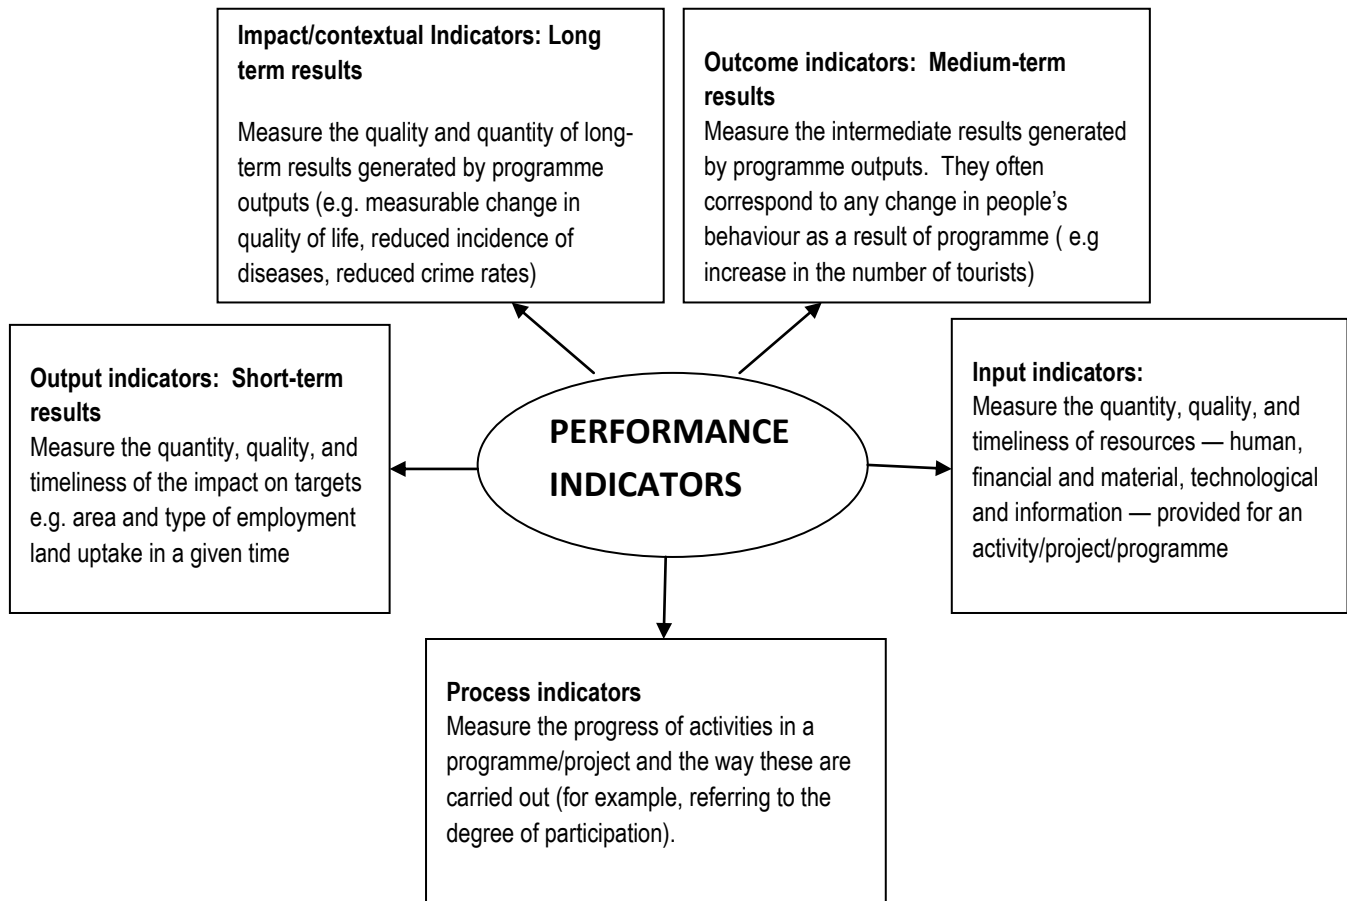 Impact/contextual Indicators: Long
term results
Measure the quality and quantity of long-
term results generated by programme
outputs (e.g. measurable change in
quality of life, reduced incidence of
diseases, reduced crime rates)
Outcome indicators:  Medium-term
results
Measure the intermediate results generated
by programme outputs.  They often
correspond to any change in people’s
behaviour as a result of programme ( e.g
increase in the number of tourists)
Output indicators:  Short-term
results
Measure the quantity, quality, and
timeliness of the impact on targets
e.g. area and type of employment
land uptake in a given time
PERFORMANCE
INDICATORS
Input indicators:
Measure the quantity, quality, and
timeliness of resources — human,
financial and material, technological
and information — provided for an
activity/project/programme
Process indicators
Measure the progress of activities in a
programme/project and the way these are
carried out (for example, referring to the
degree of participation).